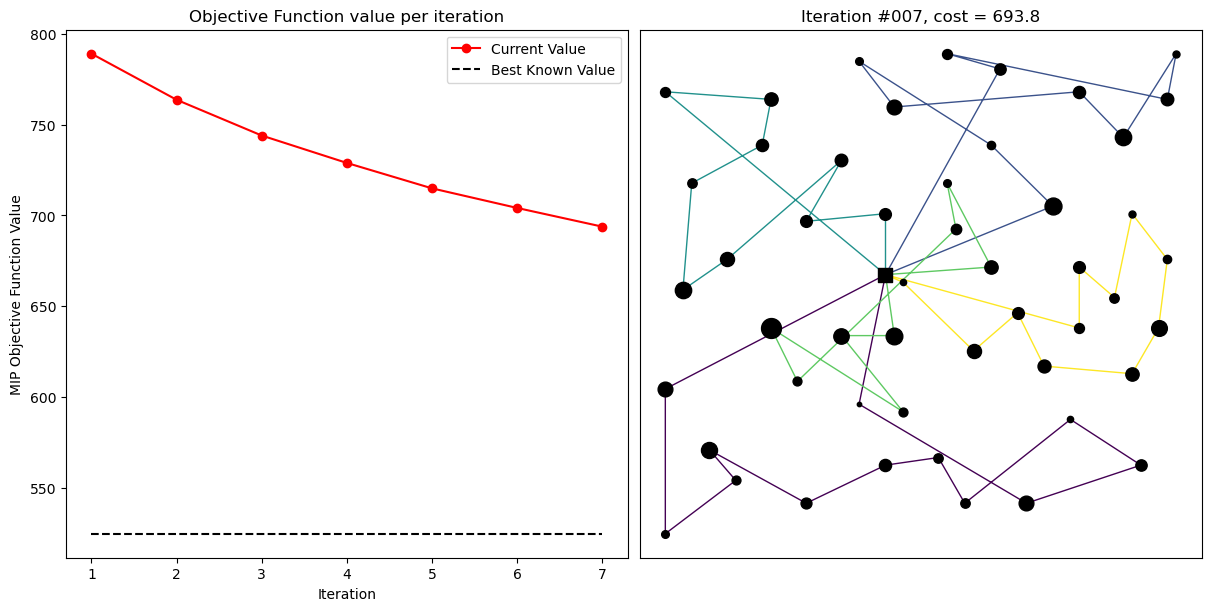 Objective Function value per iteration
Current Value
Best Known Value
MIP Objective Function Value
800
750
700
650
600
550
1 2 3 4 5 6 7
Iteration
Iteration #007, cost = 693.8